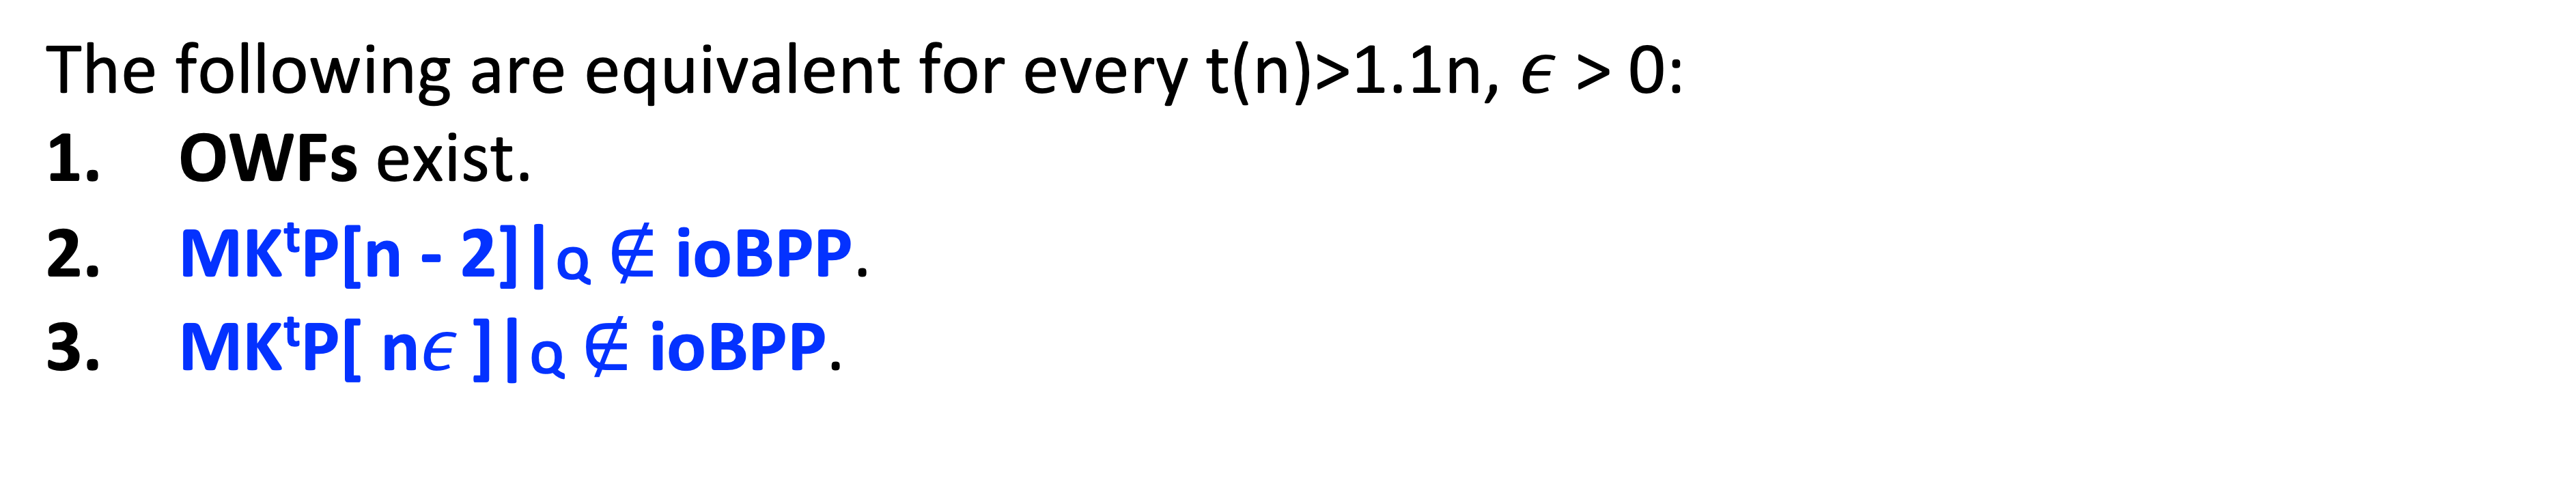 The following are equivalent for every t(n)>1.1n, ϵ > 0:
1. OWFs exist.
2. MKᵗP[n - 2]|Q ∉ ioBPP.
3. MKᵗP[ nϵ ]|Q ∉ ioBPP.